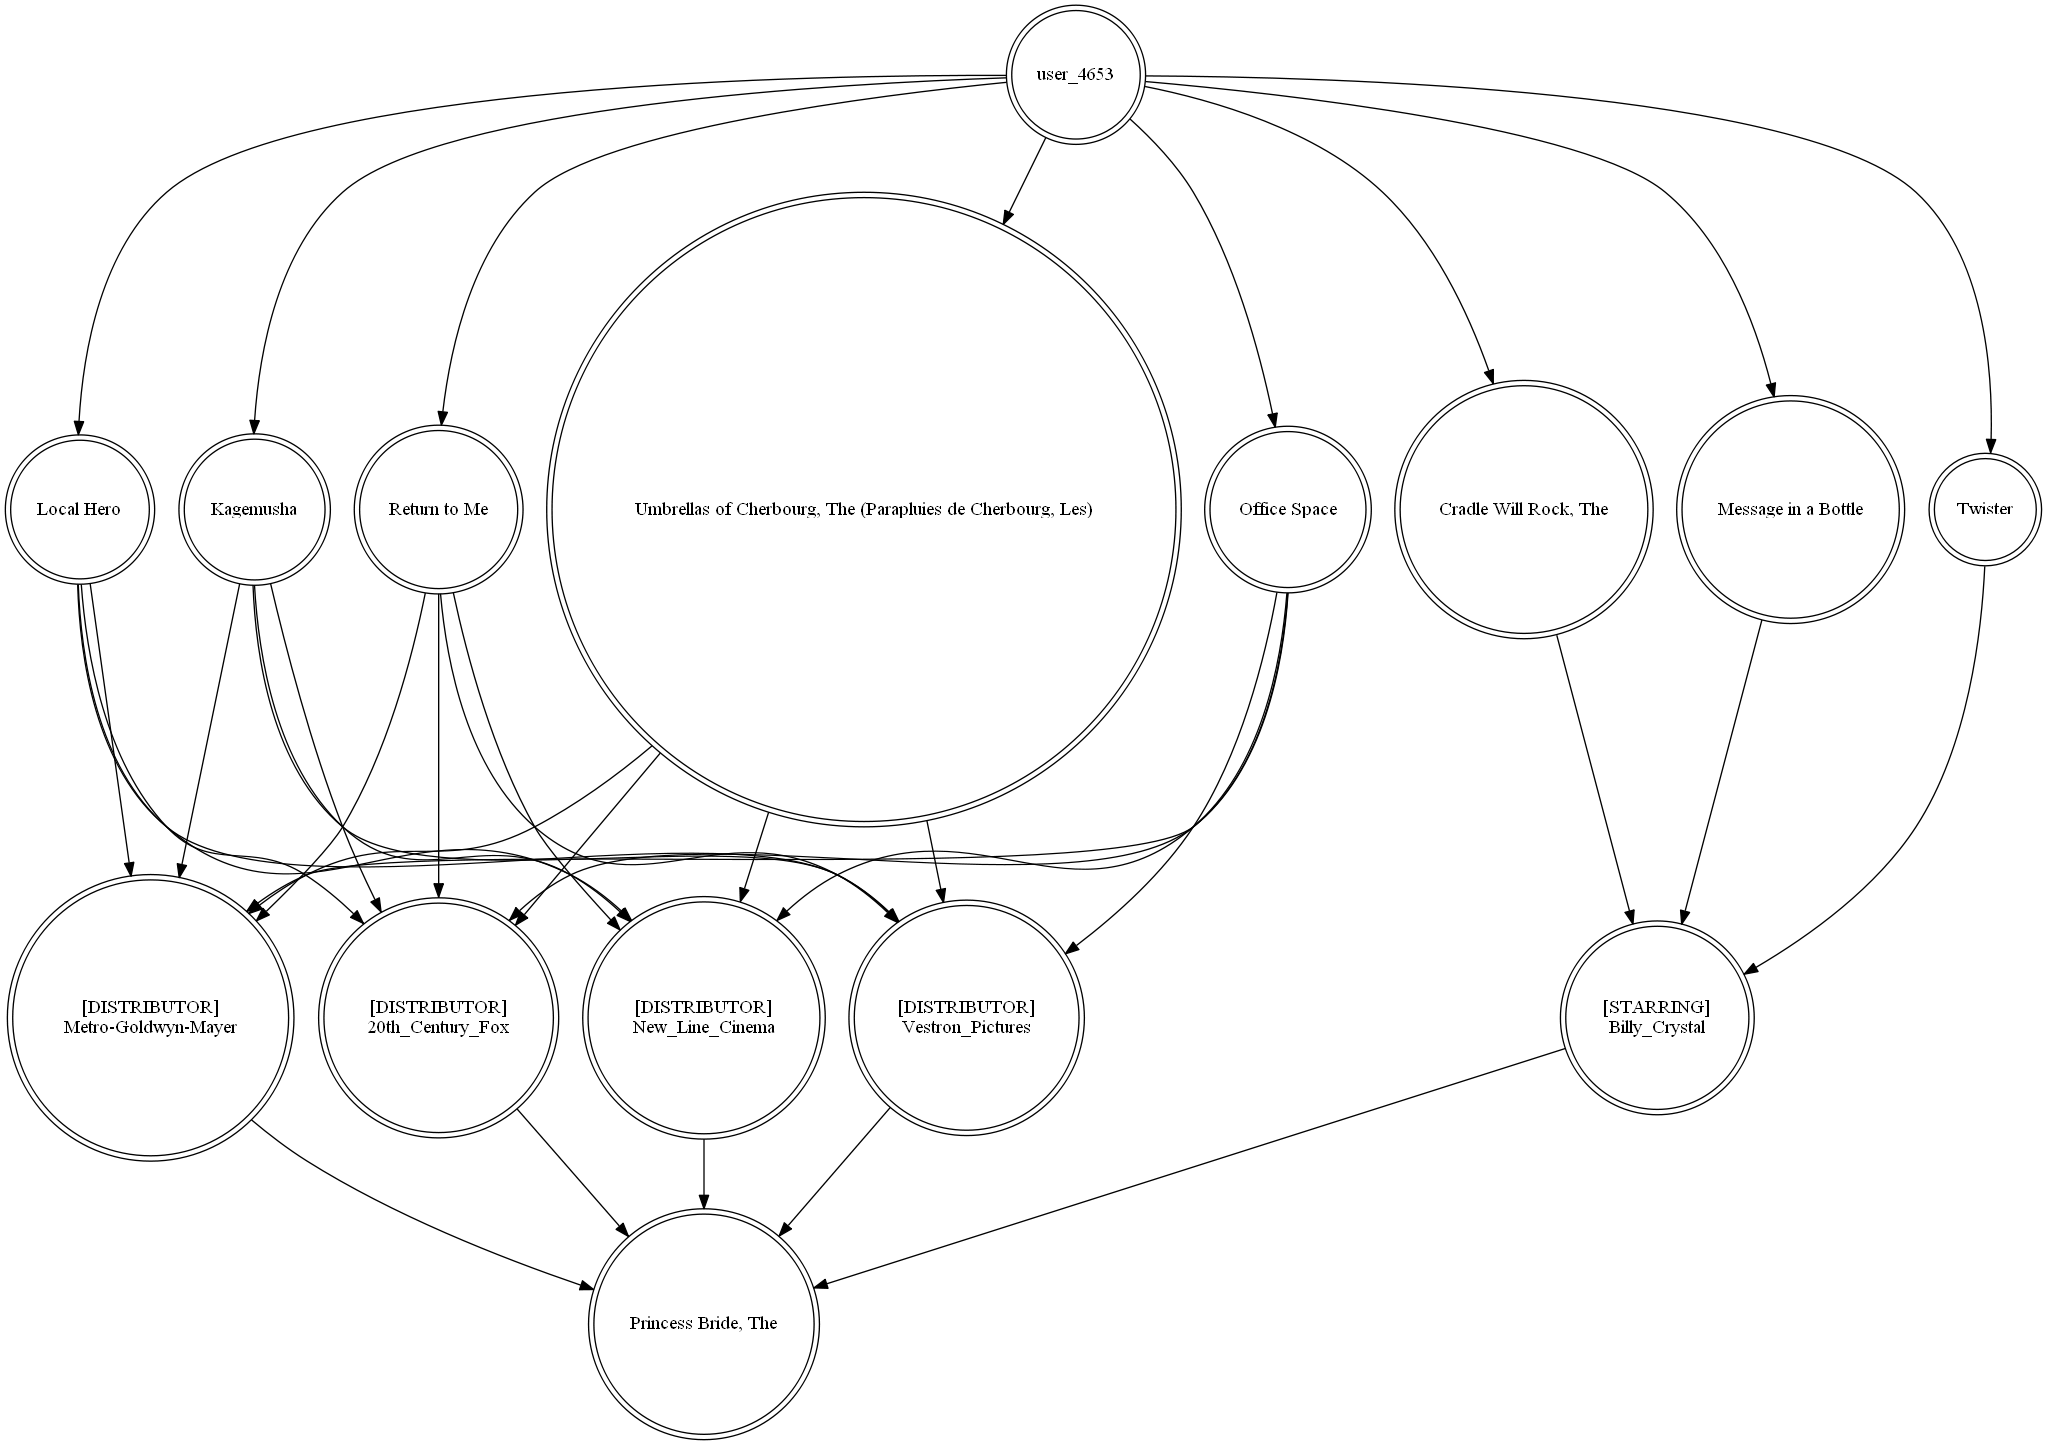 user_4653
Local Hero
Kagemusha
Return to Me
Umbrellas of Cherbourg, The (Parapluies de Cherbourg, Les)
Office Space
Cradle Will Rock, The
Message in a Bottle
Twister
[DISTRIBUTOR]
Metro-Goldwyn-Mayer
[DISTRIBUTOR]
20th_Century_Fox
[DISTRIBUTOR]
New_Line_Cinema
[DISTRIBUTOR]
Vestron_Pictures
[STARRING]
Billy_Crystal
Princess Bride, The